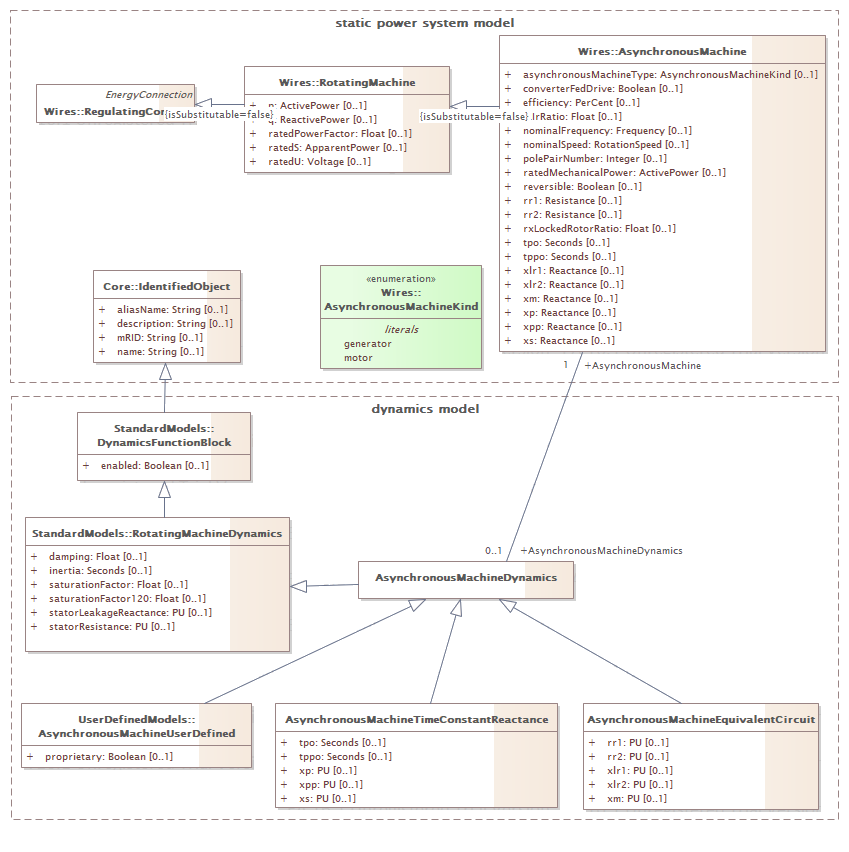 static power system model
EnergyConnection
Wires::RegulatingCon
{isSubstitutable=false}
Wires::RotatingMachine
+ p: ActivePower [0..1]
+ q: ReactivePower [0..1]
+ ratedPowerFactor: Float [0..1]
+ ratedS: ApparentPower [0..1]
+ ratedU: Voltage [0..1]
{isSubstitutable=false}
Wires::AsynchronousMachine
+ asynchronousMachineType: AsynchronousMachineKind [0..1]
+ converterFedDrive: Boolean [0..1]
+ efficiency: PerCent [0..1]
IrRatio: Float [0..1]
+ nominalFrequency: Frequency [0..1]
+ nominalSpeed: RotationSpeed [0..1]
+ polePairNumber: Integer [0..1]
+ ratedMechanicalPower: ActivePower [0..1]
+ reversible: Boolean [0..1]
+ rr1: Resistance [0..1]
+ rr2: Resistance [0..1]
+ rxLockedRotorRatio: Float [0..1]
+ tpo: Seconds [0..1]
+ tppo: Seconds [0..1]
+ xlr1: Reactance [0..1]
+ xlr2: Reactance [0..1]
+ xm: Reactance [0..1]
+ xp: Reactance [0..1]
+ xpp: Reactance [0..1]
+ xs: Reactance [0..1]
Core::IdentifiedObject
+ aliasName: String [0..1]
+ description: String [0..1]
+ mRID: String [0..1]
+ name: String [0..1]
«enumeration»
Wires::
AsynchronousMachineKind
literals
generator
motor
1 +AsynchronousMachine
dynamics model
StandardModels::
DynamicsFunctionBlock
+ enabled: Boolean [0..1]
StandardModels::RotatingMachineDynamics
+ damping: Float [0..1]
+ inertia: Seconds [0..1]
+ saturationFactor: Float [0..1]
+ saturationFactor120: Float [0..1]
+ statorLeakageReactance: PU [0..1]
+ statorResistance: PU [0..1]
0..1 +AsynchronousMachineDynamics
AsynchronousMachineDynamics
UserDefinedModels::
AsynchronousMachineUserDefined
+ proprietary: Boolean [0..1]
AsynchronousMachineTimeConstantReactance
+ tpo: Seconds [0..1]
+ tppo: Seconds [0..1]
+ xp: PU [0..1]
+ xpp: PU [0..1]
+ xs: PU [0..1]
AsynchronousMachineEquivalentCircuit
+ rr1: PU [0..1]
+ rr2: PU [0..1]
+ xlr1: PU [0..1]
+ xlr2: PU [0..1]
+ xm: PU [0..1]